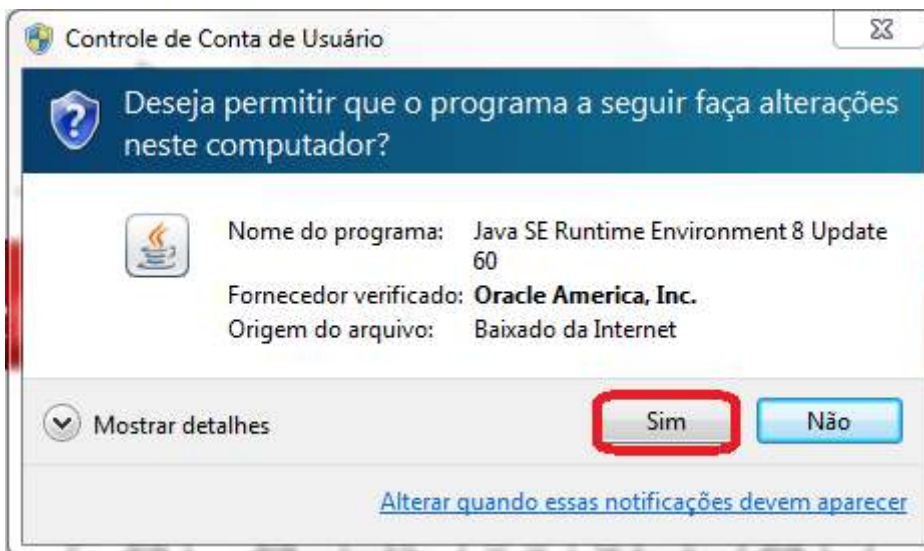 Controle de Conta de Usuário
Deseja permitir que o programa a seguir faça alterações
neste computador?
Nome do programa: Java SE Runtime Environment 8 Update
60
Fornecedor verificado: Oracle America, Inc.
Origem do arquivo: Baixado da Internet
Mostrar detalhes
Sim Não
Alterar quando essas notificações devem aparecer